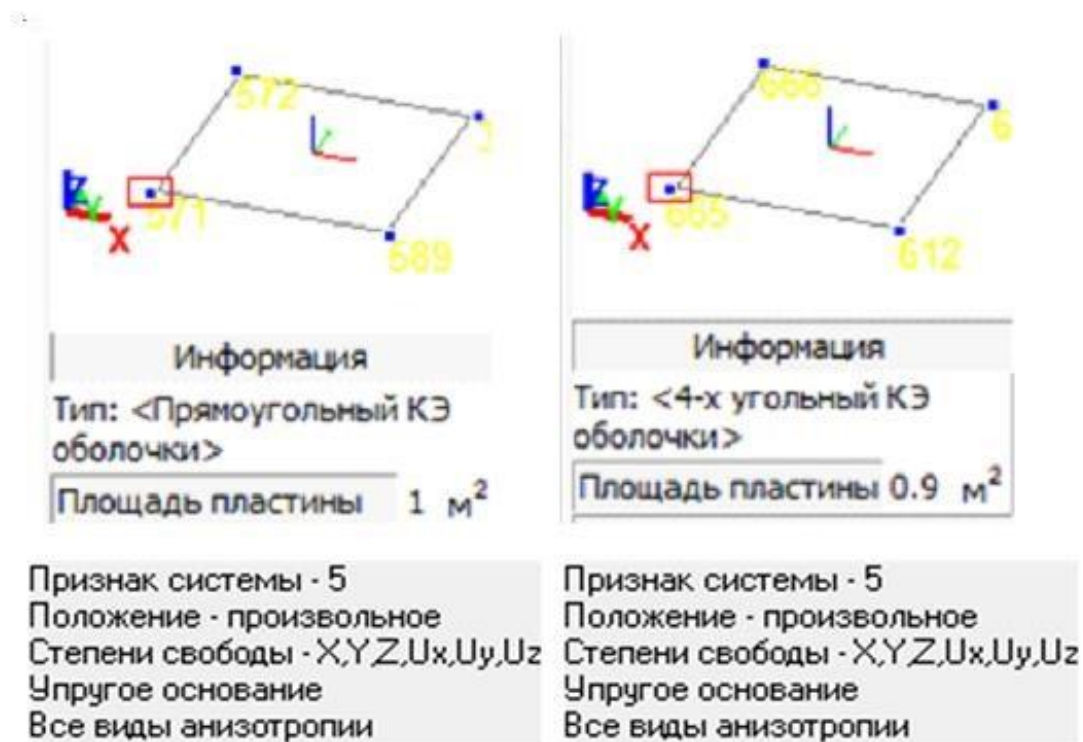 572
Z
Y
X
571
589
666
6
Z
Y
X
665
612
Информация
Тип: <Прямоугольный КЭ
оболочки>
Площадь пластины 1 м²
Информация
Тип: <4-х угольный КЭ
оболочки>
Площадь пластины 0.9 м²
Признак системы - 5
Положение - произвольное
Степени свободы - X,Y,Z,Ux,Uy,Uz
Упругое основание
Все виды анизотропии
Признак системы - 5
Положение - произвольное
Степени свободы - X,Y,Z,Ux,Uy,Uz
Упругое основание
Все виды анизотропии